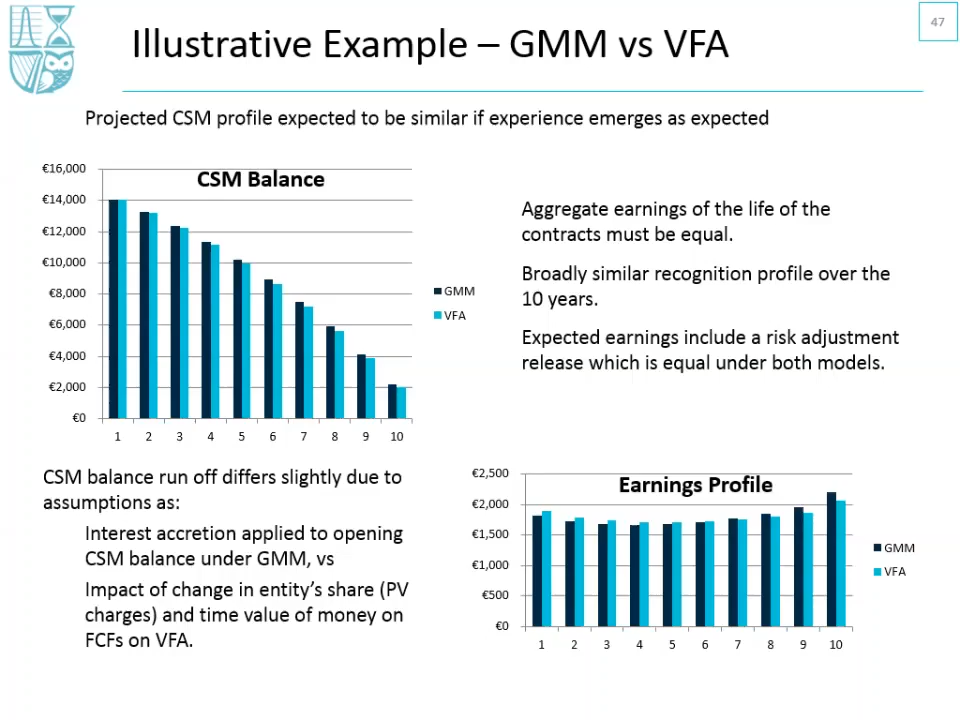 47
Illustrative Example – GMM vs VFA
Projected CSM profile expected to be similar if experience emerges as expected
CSM Balance
€16,000
€14,000
€12,000
€10,000
€8,000
€6,000
€4,000
€2,000
€0
1 2 3 4 5 6 7 8 9 10
GMM
VFA
Aggregate earnings of the life of the
contracts must be equal.
Broadly similar recognition profile over the
10 years.
Expected earnings include a risk adjustment
release which is equal under both models.
CSM balance run off differs slightly due to
assumptions as:
Interest accretion applied to opening
CSM balance under GMM, vs
Impact of change in entity's share (PV
charges) and time value of money on
FCFs on VFA.
Earnings Profile
€2,500
€2,000
€1,500
€1,000
€500
€0
1 2 3 4 5 6 7 8 9 10
GMM
VFA